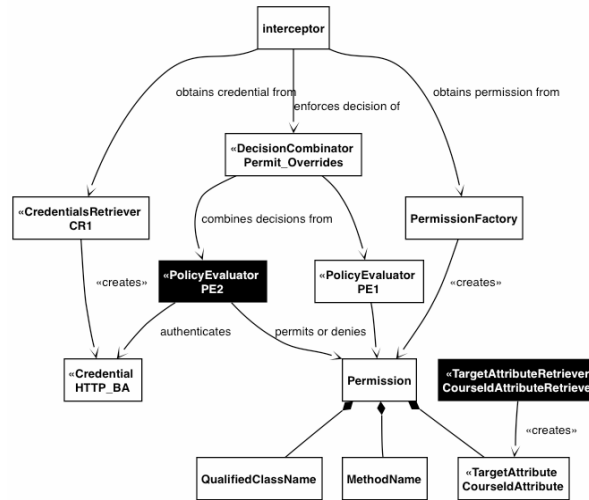 interceptor
obtains credential from
enforces decision of
obtains permission from
«DecisionCombinator
Permit_Overrides
«CredentialsRetriever
CR1
combines decisions from
PermissionFactory
«PolicyEvaluator
PE2
«PolicyEvaluator
PE1
«creates»
«creates»
authenticates
permits or denies
«Credential
HTTP_BA
Permission
«TargetAttributeRetriever
CourseIdAttributeRetrieve
«creates»
QualifiedClassName
MethodName
«TargetAttribute
CourseIdAttribute